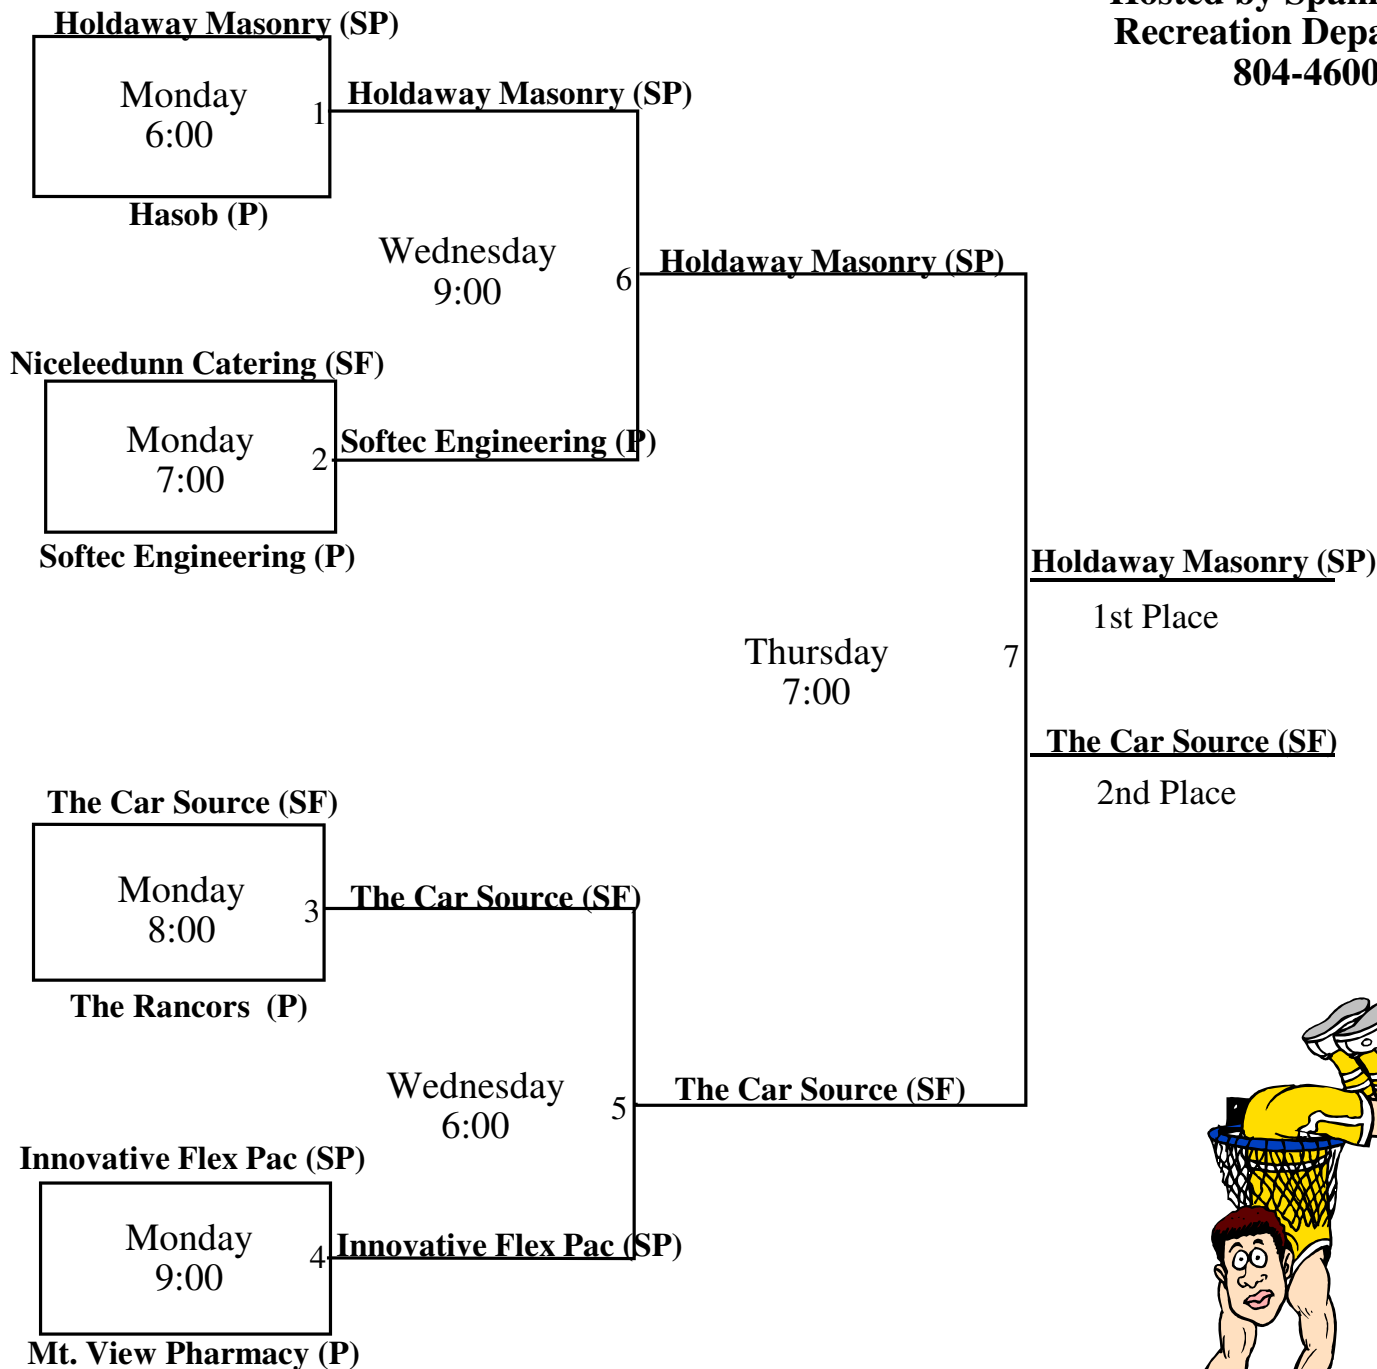 Hosted by
Recreation
804-4600
Holdaway Masonry (SP)
Monday
6:00
1
Holdaway Masonry (SP)
Hasob (P)
Wednesday
9:00
6
Holdaway Masonry (SP)
Niceleedunn Catering (SF)
Monday
7:00
2
Softec Engineering (P)
Softec Engineering (P)
Holdaway Masonry (SP)
1st Place
Thursday
7:00
7
The Car Source (SF)
2nd Place
The Car Source (SF)
Monday
8:00
3
The Car Source (SF)
The Rancors (P)
Wednesday
6:00
5
The Car Source (SF)
Innovative Flex Pac (SP)
Monday
9:00
4
Innovative Flex Pac (SP)
Mt. View Pharmacy (P)